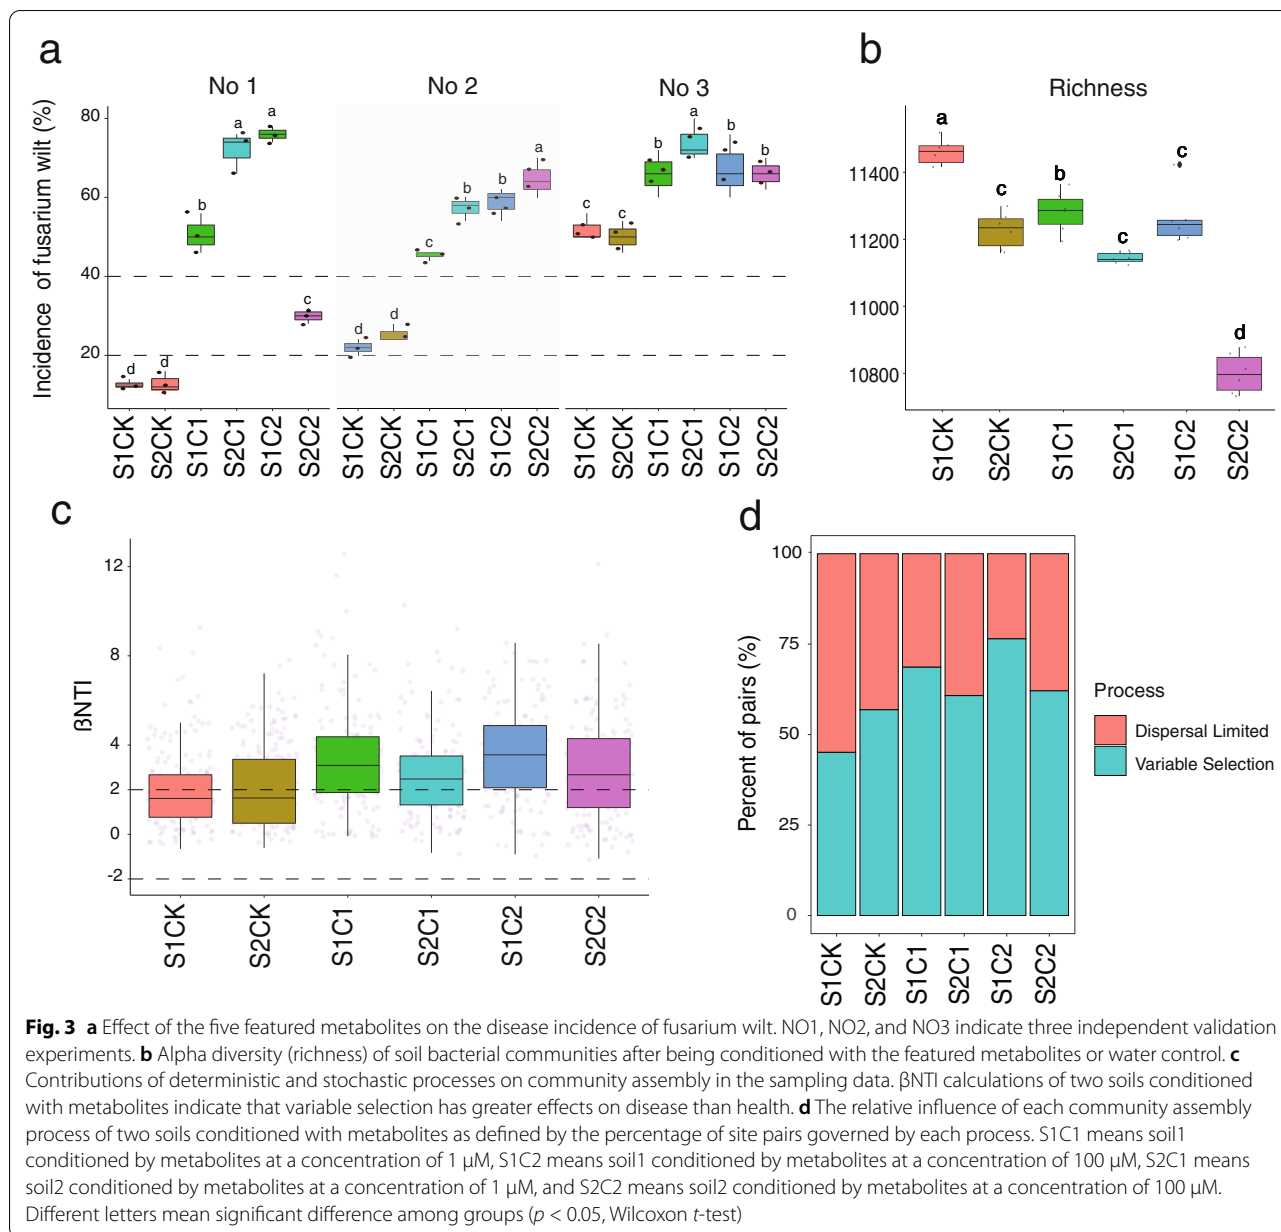 a
No 1
No 2
No 3
Incidence of fusarium wilt (%)
80
60
40
20
d
d
b
a
a
c
d
d
c
b
b
a
c
c
b
a
b
b
S1CK
S2CK
S1C1
S2C1
S1C2
S2C2
S1CK
S2CK
S1C1
S2C1
S1C2
S2C2
S1CK
S2CK
S1C1
S2C1
S1C2
S2C2
b
Richness
11400
11200
11000
10800
a
c
b
c
c
d
S1CK
S2CK
S1C1
S2C1
S1C2
S2C2
c
βNTI
12
8
4
2
0
-2
S1CK
S2CK
S1C1
S2C1
S1C2
S2C2
d
Percent of pairs (%)
100
75
50
25
0
S1CK
S2CK
S1C1
S2C1
S1C2
S2C2
Process
Dispersal Limited
Variable Selection
Fig. 3 a Effect of the five featured metabolites on the disease incidence of fusarium wilt. NO1, NO2, and NO3 indicate three independent validation
experiments. b Alpha diversity (richness) of soil bacterial communities after being conditioned with the featured metabolites or water control. c
Contributions of deterministic and stochastic processes on community assembly in the sampling data. βNTI calculations of two soils conditioned
with metabolites indicate that variable selection has greater effects on disease than health. d The relative influence of each community assembly
process of two soils conditioned with metabolites as defined by the percentage of site pairs governed by each process. S1C1 means soil1
conditioned by metabolites at a concentration of 1 μM, S1C2 means soil1 conditioned by metabolites at a concentration of 100 μM, S2C1 means
soil2 conditioned by metabolites at a concentration of 1 μM, and S2C2 means soil2 conditioned by metabolites at a concentration of 100 μM.
Different letters mean significant difference among groups (p < 0.05, Wilcoxon t-test)